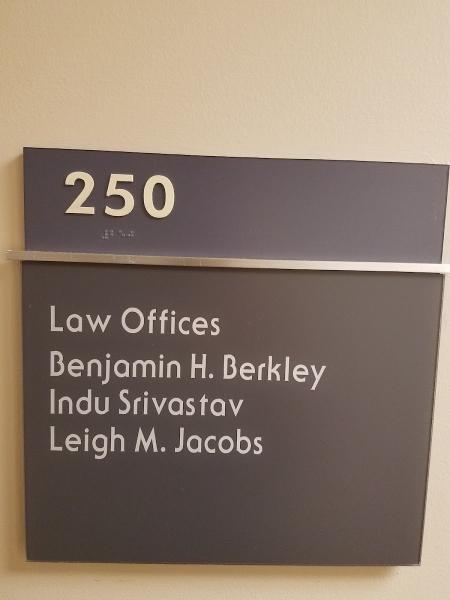 250
Law Offices
Benjamin H. Berkley
Indu Srivastav
Leigh M. Jacobs